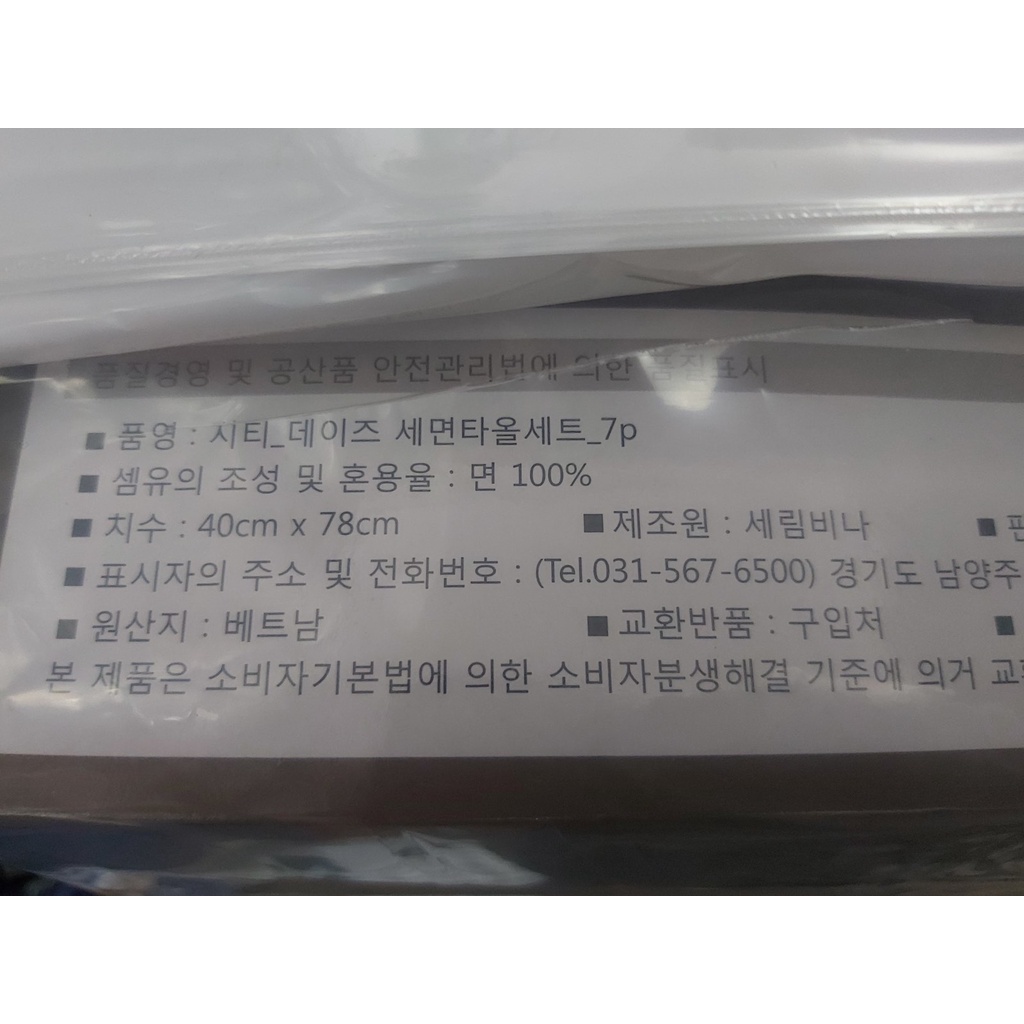 품질경영 및 공산품 안전관리법에 의한 품질표시
■ 품영 : 시티_데이즈 세면타올세트_7p
■ 셈유의 조성 및 혼용율 : 면 100%
■ 치수 : 40cm x 78cm ■ 제조원 : 세림비나 ■
■ 표시자의 주소 및 전화번호 : (Tel.031-567-6500) 경기도 남양주
■ 원산지 : 베트남 ■ 교환반품 : 구입처 ■
본 제품은 소비자기본법에 의한 소비자분생해결 기준에 의거